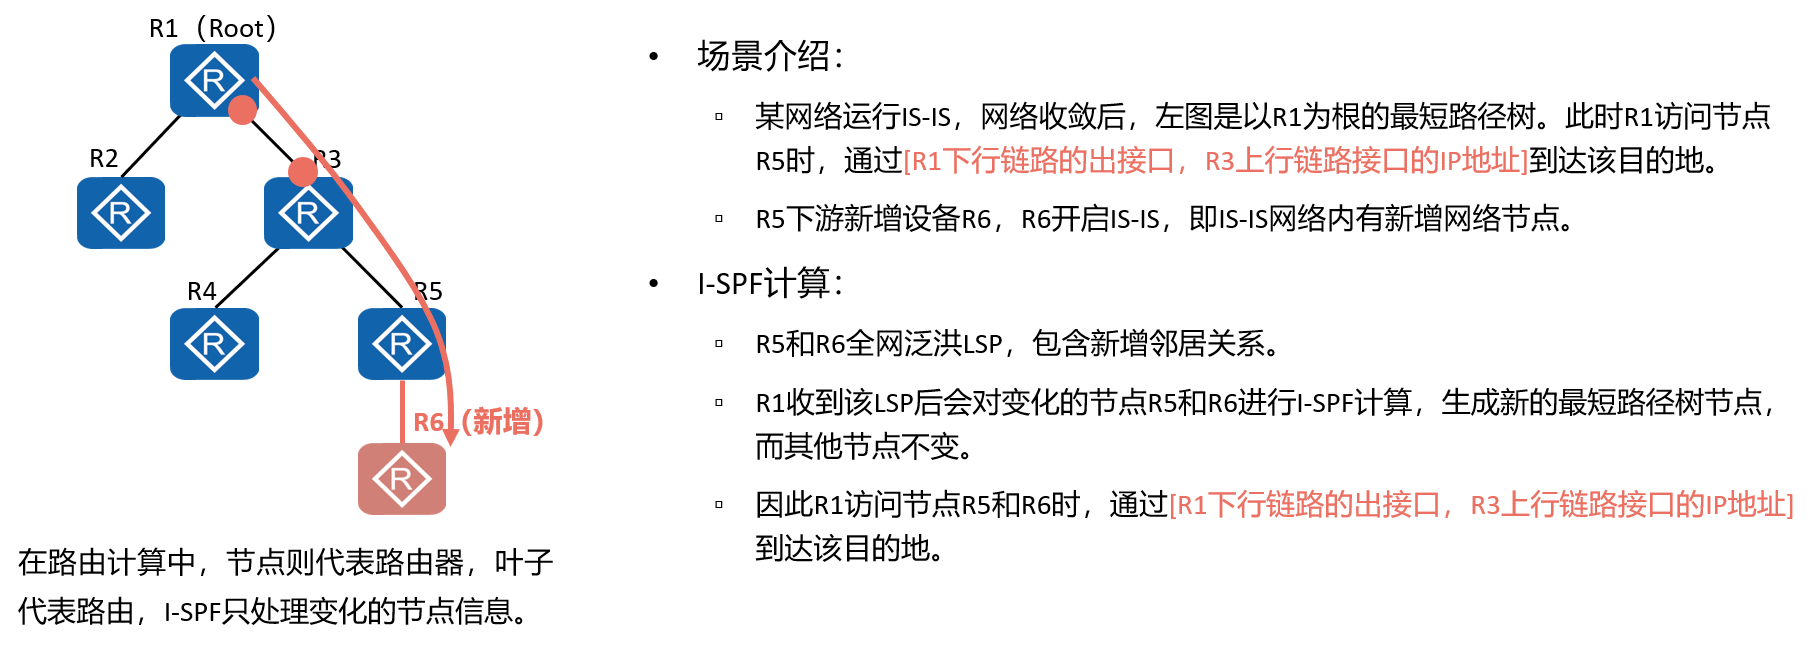 R1（Root）
R
R2
R3
R
R
R4
R5
R
R
R6（新增）
R
在路由计算中，节点则代表路由器，叶子
代表路由，I-SPF只处理变化的节点信息。
• 场景介绍：
▫ 某网络运行IS-IS，网络收敛后，左图是以R1为根的最短路径树。此时R1访问节点
R5时，通过[R1下行链路的出接口，R3上行链路接口的IP地址]到达该目的地。
▫ R5下游新增设备R6，R6开启IS-IS，即IS-IS网络内有新增网络节点。
• I-SPF计算：
▫ R5和R6全网泛洪LSP，包含新增邻居关系。
▫ R1收到该LSP后会对变化的节点R5和R6进行I-SPF计算，生成新的最短路径树节点，
而其他节点不变。
▫ 因此R1访问节点R5和R6时，通过[R1下行链路的出接口，R3上行链路接口的IP地址]
到达该目的地。